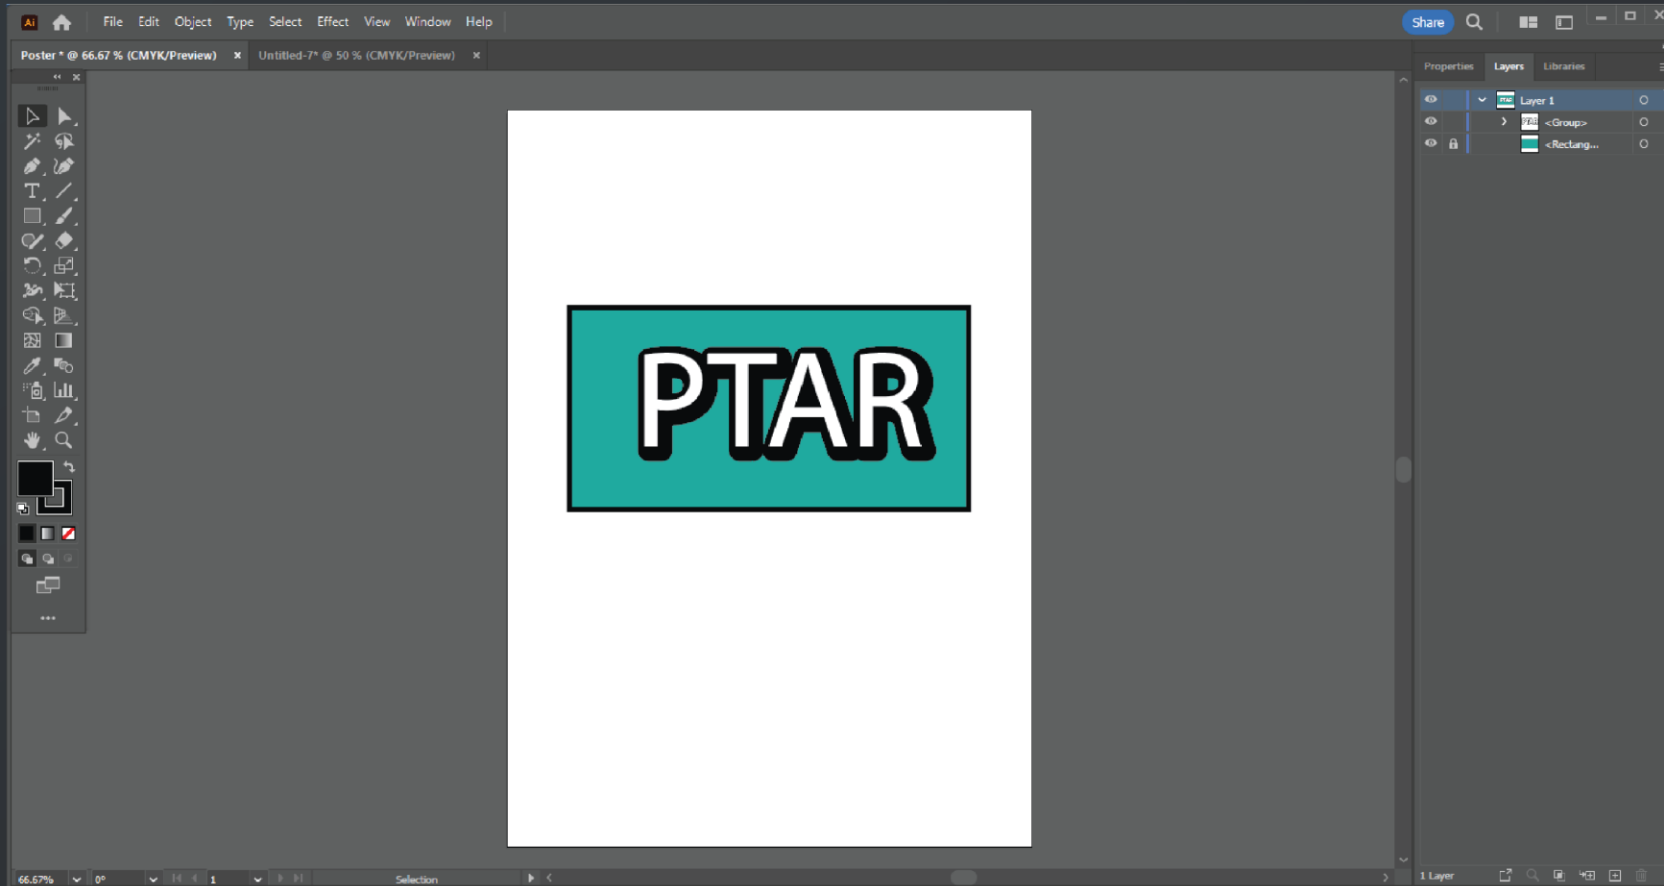 Ai File Edit Object Type Select Effect View Window Help Share
Poster * @ 66.67 % (CMYK/Preview) × Untitled-7* @ 50 % (CMYK/Preview) ×
Properties Layers Libraries
Layer 1
<Group>
<Rectang...
PTAR
66.67% 0° 1 Selection 1 Layer